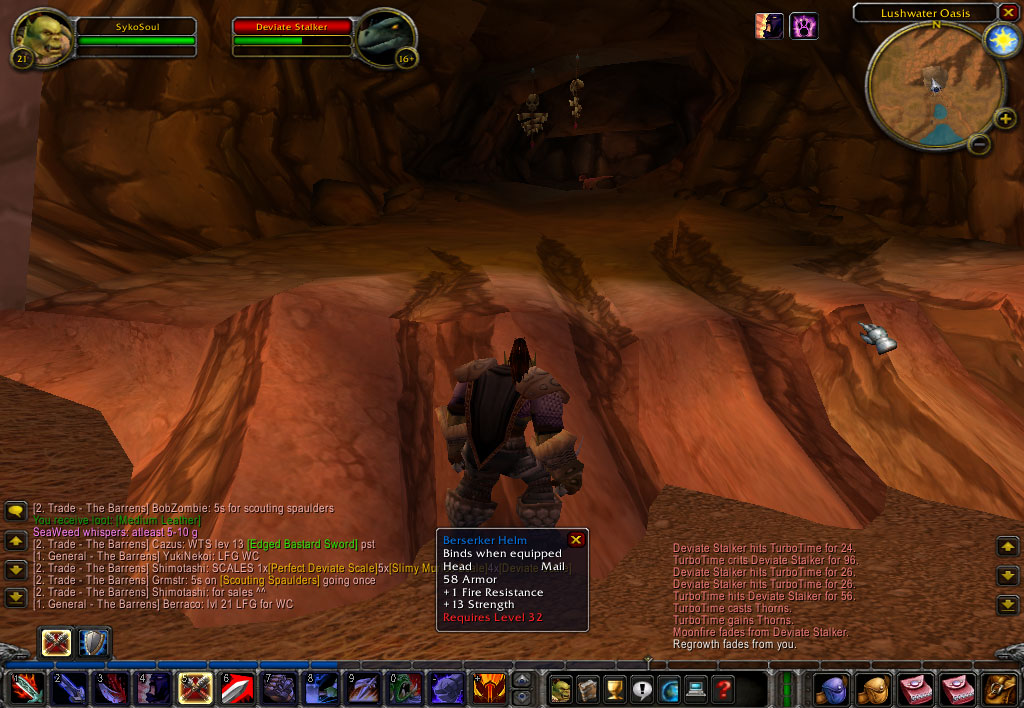 SykoSoul
21
Deviate Stalker
16+
Lushwater Oasis
N
[2. Trade - The Barrens] BobZombie: 5s for scouting spaulders
You receive loot: [Medium Leather]
SeaWeed whispers: atleast 5-10 g
[2. Trade - The Barrens] Cazus: WTS lev 13 [Edged Bastard Sword] pst
[1. General - The Barrens] YukiNekoi: LFG WC
[2. Trade - The Barrens] Shimotashi: SCALES 1x[Perfect Deviate Scale]5x[Slimy
[2. Trade - The Barrens] Grmstr: 5s on [Scouting Spaulders] going once
[2. Trade - The Barrens] Shimotashi: for sales ^^
[1. General - The Barrens] Berraco: lvl 21 LFG for WC
Berserker Helm
Binds when equipped
Head Mail
58 Armor
+1 Fire Resistance
+13 Strength
Requires Level 32
Deviate Stalker hits TurboTime for 24.
TurboTime crits Deviate Stalker for 96.
Deviate Stalker hits TurboTime for 26.
Deviate Stalker hits TurboTime for 26.
TurboTime hits Deviate Stalker for 56.
TurboTime casts Thorns.
TurboTime gains Thorns.
Moonfire fades from Deviate Stalker.
Regrowth fades from you.
1 2 3 4 5 6 7 8 9 0 - =